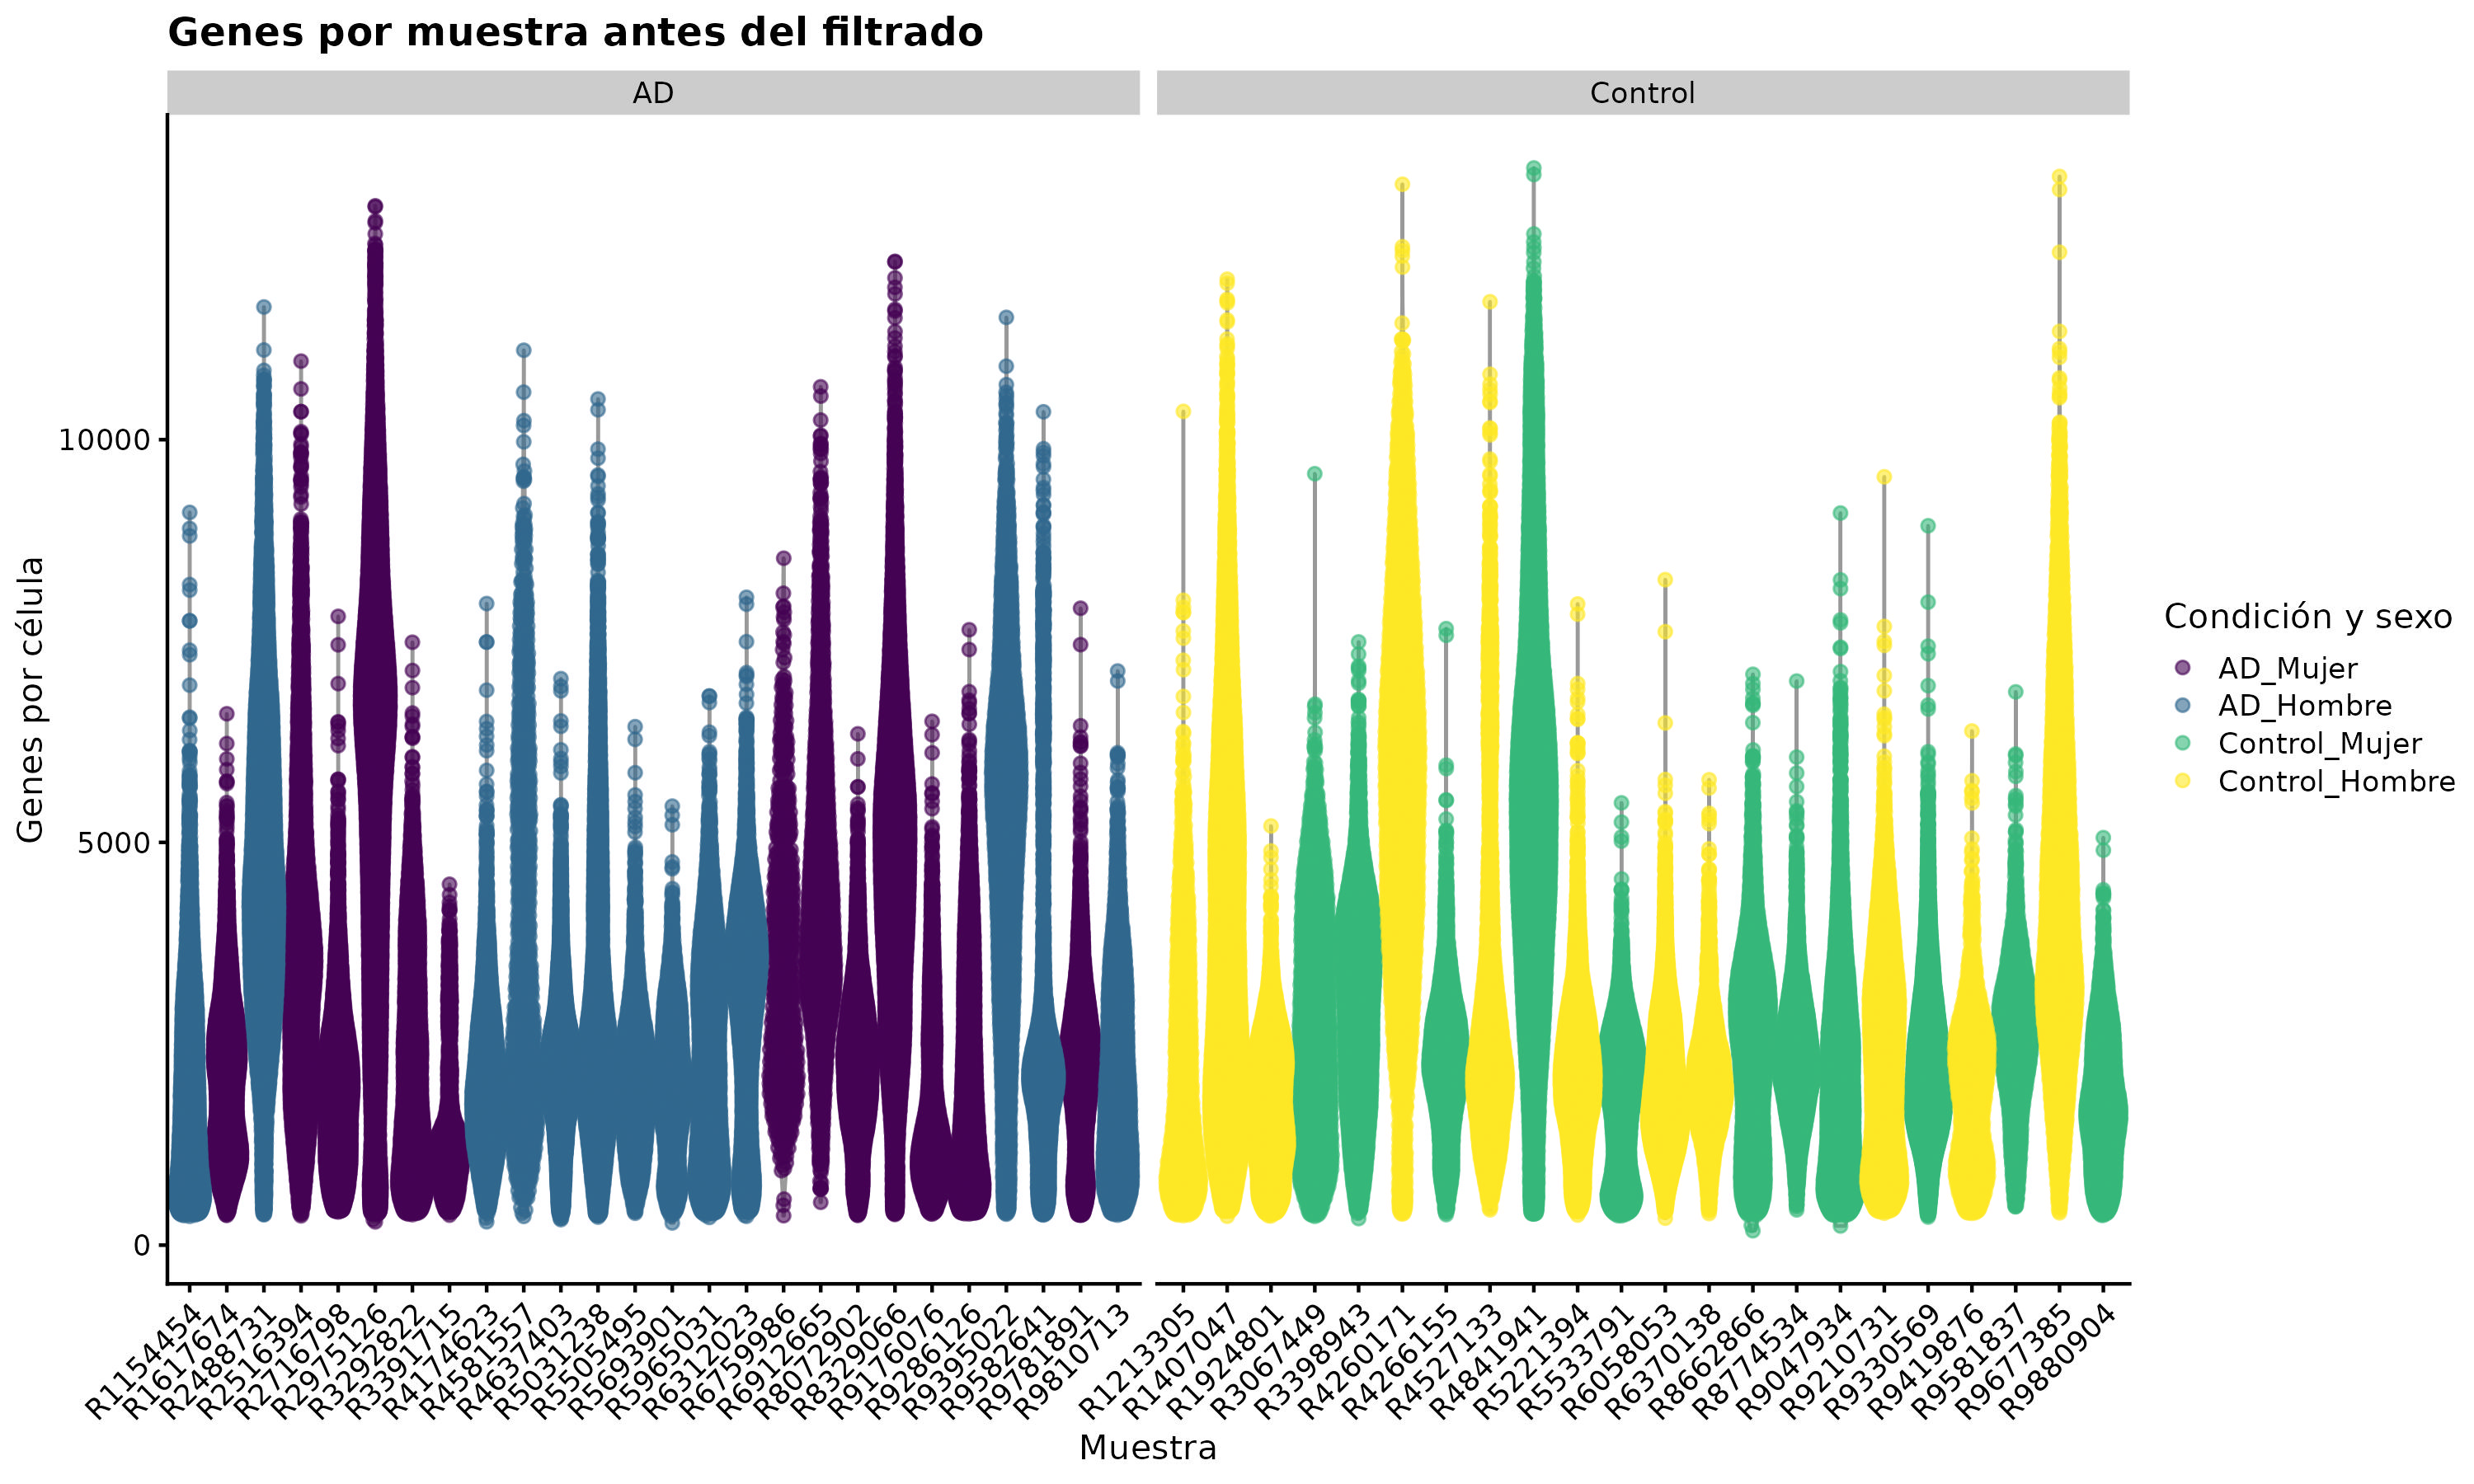 Genes por muestra antes del filtrado
AD
Control
Genes por célula
10000
5000
0
R1154454
R1617674
R2488731
R2516394
R2716798
R2975126
R3292822
R3391715
R4174623
R4581557
R4637403
R5031238
R5505495
R5693901
R5965031
R6312023
R6759986
R6912665
R8072902
R8329066
R9176076
R9286126
R9395022
R9582641
R9781891
R9810713
R1213305
R1407047
R1924801
R3067449
R3398943
R4260171
R4266155
R4527133
R4841941
R5221394
R5533791
R6058053
R6370138
R8662866
R8774534
R9047934
R9210731
R9330569
R9419876
R9581837
R9677385
R9880904
Muestra
Condición y sexo
AD_Mujer
AD_Hombre
Control_Mujer
Control_Hombre